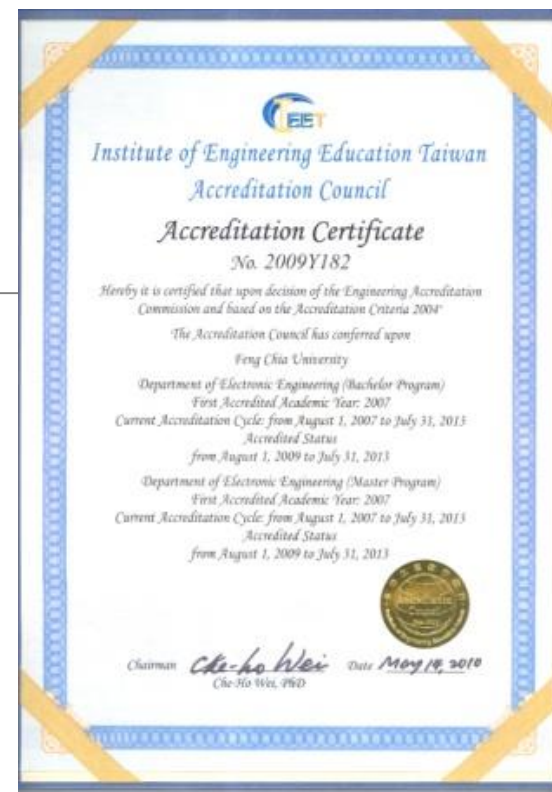 IEET
Institute of Engineering Education Taiwan
Accreditation Council
Accreditation Certificate
No. 2009Y182
Hereby it is certified that upon decision of the Engineering Accreditation
Commission and based on the Accreditation Criteria 2004+
The Accreditation Council has conferred upon
Feng Chia University
Department of Electronic Engineering (Bachelor Program)
First Accredited Academic Year: 2007
Current Accreditation Cycle: from August 1, 2007 to July 31, 2013
Accredited Status
from August 1, 2009 to July 31, 2013
Department of Electronic Engineering (Master Program)
First Accredited Academic Year: 2007
Current Accreditation Cycle: from August 1, 2007 to July 31, 2013
Accredited Status
from August 1, 2009 to July 31, 2013
Chairman Che-ho Wei Date May 14, 2010
Che-Ho Wei, PhD